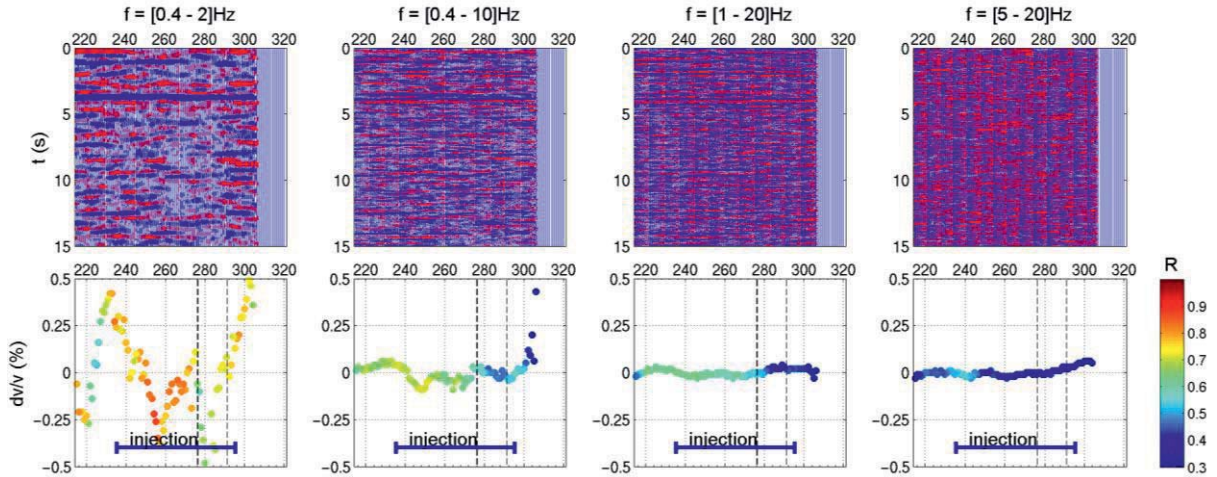 f = [0.4 - 2]Hz f = [0.4 - 10]Hz f = [1 - 20]Hz f = [5 - 20]Hz
220 240 260 280 300 320 220 240 260 280 300 320 220 240 260 280 300 320 220 240 260 280 300 320
0 0 0 0
5 5 5 5
t (s)
10 10 10 10
15 15 15 15
220 240 260 280 300 320 220 240 260 280 300 320 220 240 260 280 300 320 220 240 260 280 300 320
R
0.5 0.5 0.5 0.5
0.9
0.25 0.25 0.25 0.25
0.8
0.7
dv/v (%)
0 0 0 0
0.6
-0.25 -0.25 -0.25 -0.25
0.5
injection injection injection injection
0.4
-0.5 -0.5 -0.5 -0.5
0.3